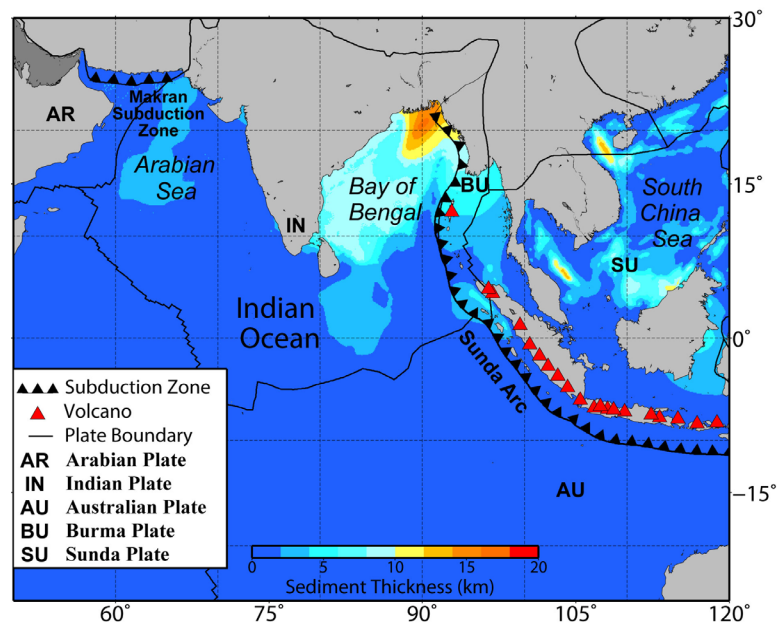 30°
AR
Makran
Subduction
Zone
Arabian
Sea
Bay of
Bengal
BU
15°
South
China
Sea
IN
SU
Indian
Ocean
0°
Sunda Arc
Subduction Zone
Volcano
Plate Boundary
AR Arabian Plate
IN Indian Plate
AU Australian Plate
BU Burma Plate
SU Sunda Plate
AU
−15°
0 5 10 15 20
Sediment Thickness (km)
60° 75° 90° 105° 120°